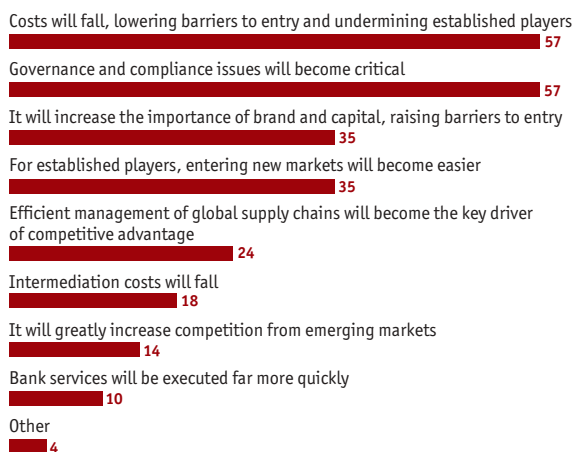 Costs will fall, lowering barriers to entry and undermining established players
57
Governance and compliance issues will become critical
57
It will increase the importance of brand and capital, raising barriers to entry
35
For established players, entering new markets will become easier
35
Efficient management of global supply chains will become the key driver
of competitive advantage
24
Intermediation costs will fall
18
It will greatly increase competition from emerging markets
14
Bank services will be executed far more quickly
10
Other
4